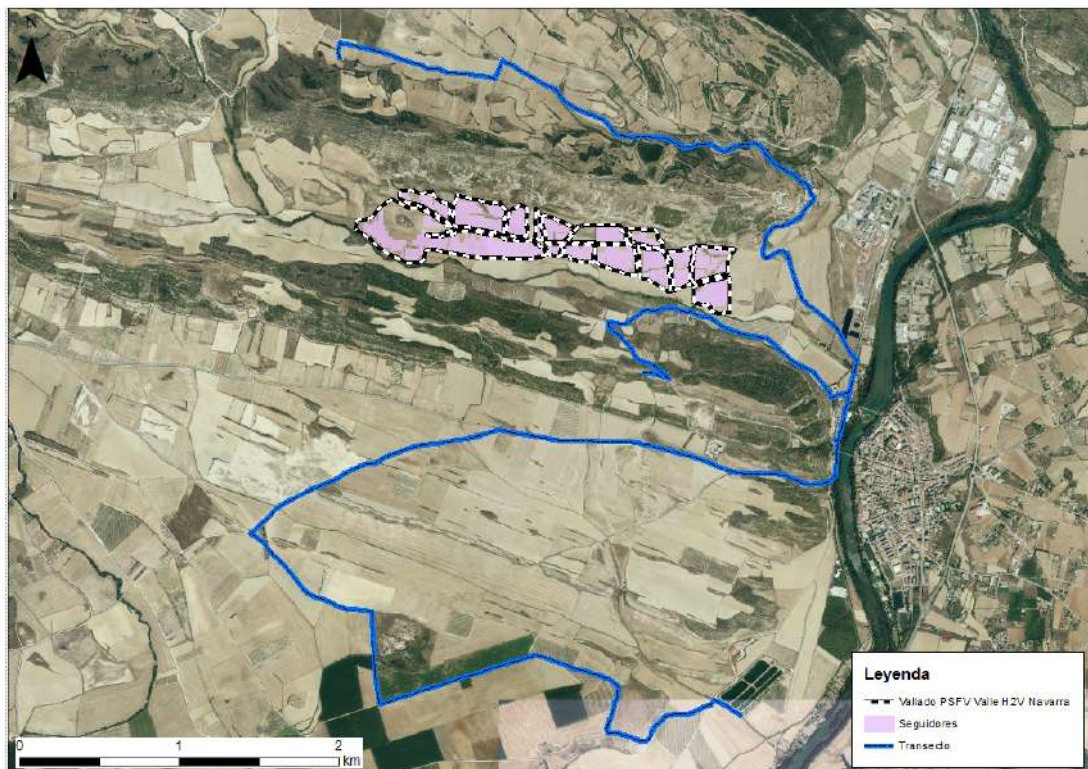 N
0 1 2
km
Leyenda
Vallado PSFV Valle H2V Navarra
Seguidores
Transecto